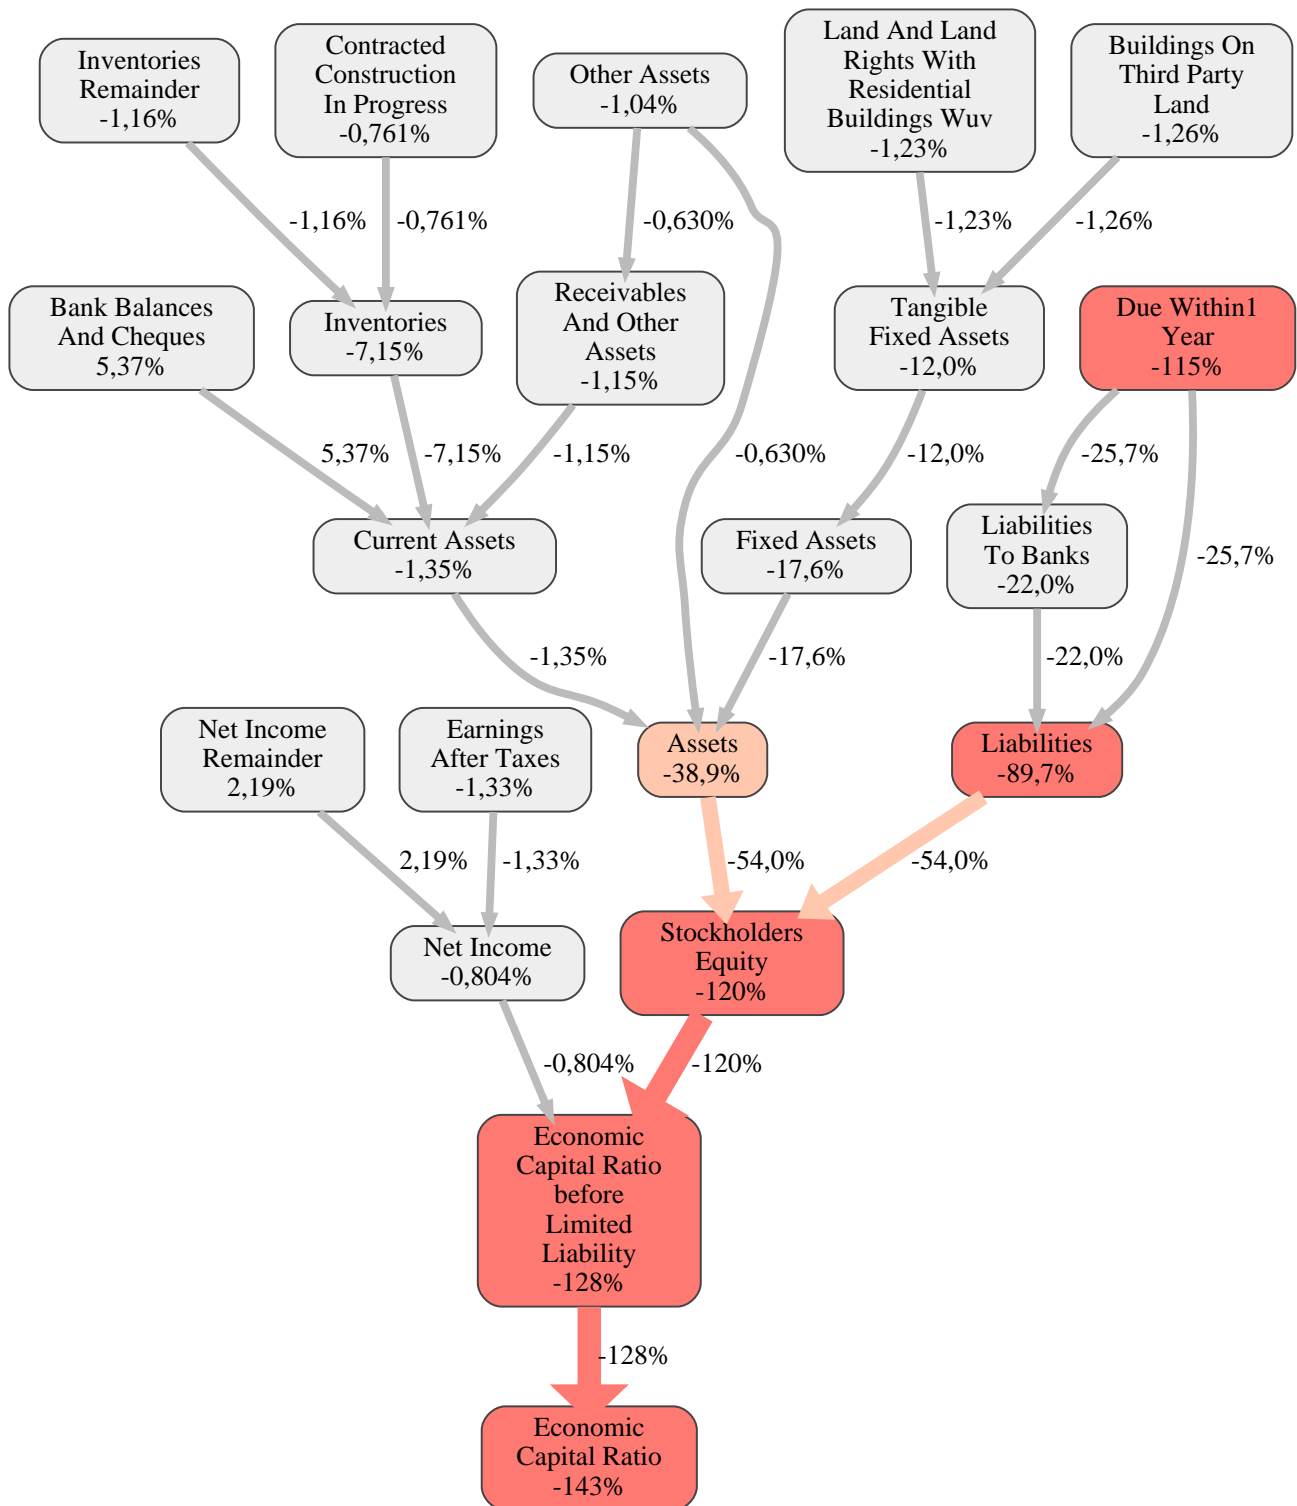 Inventories
Remainder
-1,16%
Contracted
Construction
In Progress
-0,761%
Other Assets
-1,04%
Land And Land
Rights With
Residential
Buildings Wuv
-1,23%
Buildings On
Third Party
Land
-1,26%
-1,16%
-0,761%
-0,630%
-1,23%
-1,26%
Bank Balances
And Cheques
5,37%
Inventories
-7,15%
Receivables
And Other
Assets
-1,15%
Tangible
Fixed Assets
-12,0%
Due Within1
Year
-115%
5,37%
-7,15%
-1,15%
-0,630%
-12,0%
-25,7%
Current Assets
-1,35%
Fixed Assets
-17,6%
Liabilities
To Banks
-22,0%
-25,7%
-1,35%
-17,6%
-22,0%
Net Income
Remainder
2,19%
Earnings
After Taxes
-1,33%
Assets
-38,9%
Liabilities
-89,7%
2,19%
-1,33%
-54,0%
-54,0%
Net Income
-0,804%
Stockholders
Equity
-120%
-0,804%
-120%
Economic
Capital Ratio
before
Limited
Liability
-128%
-128%
Economic
Capital Ratio
-143%